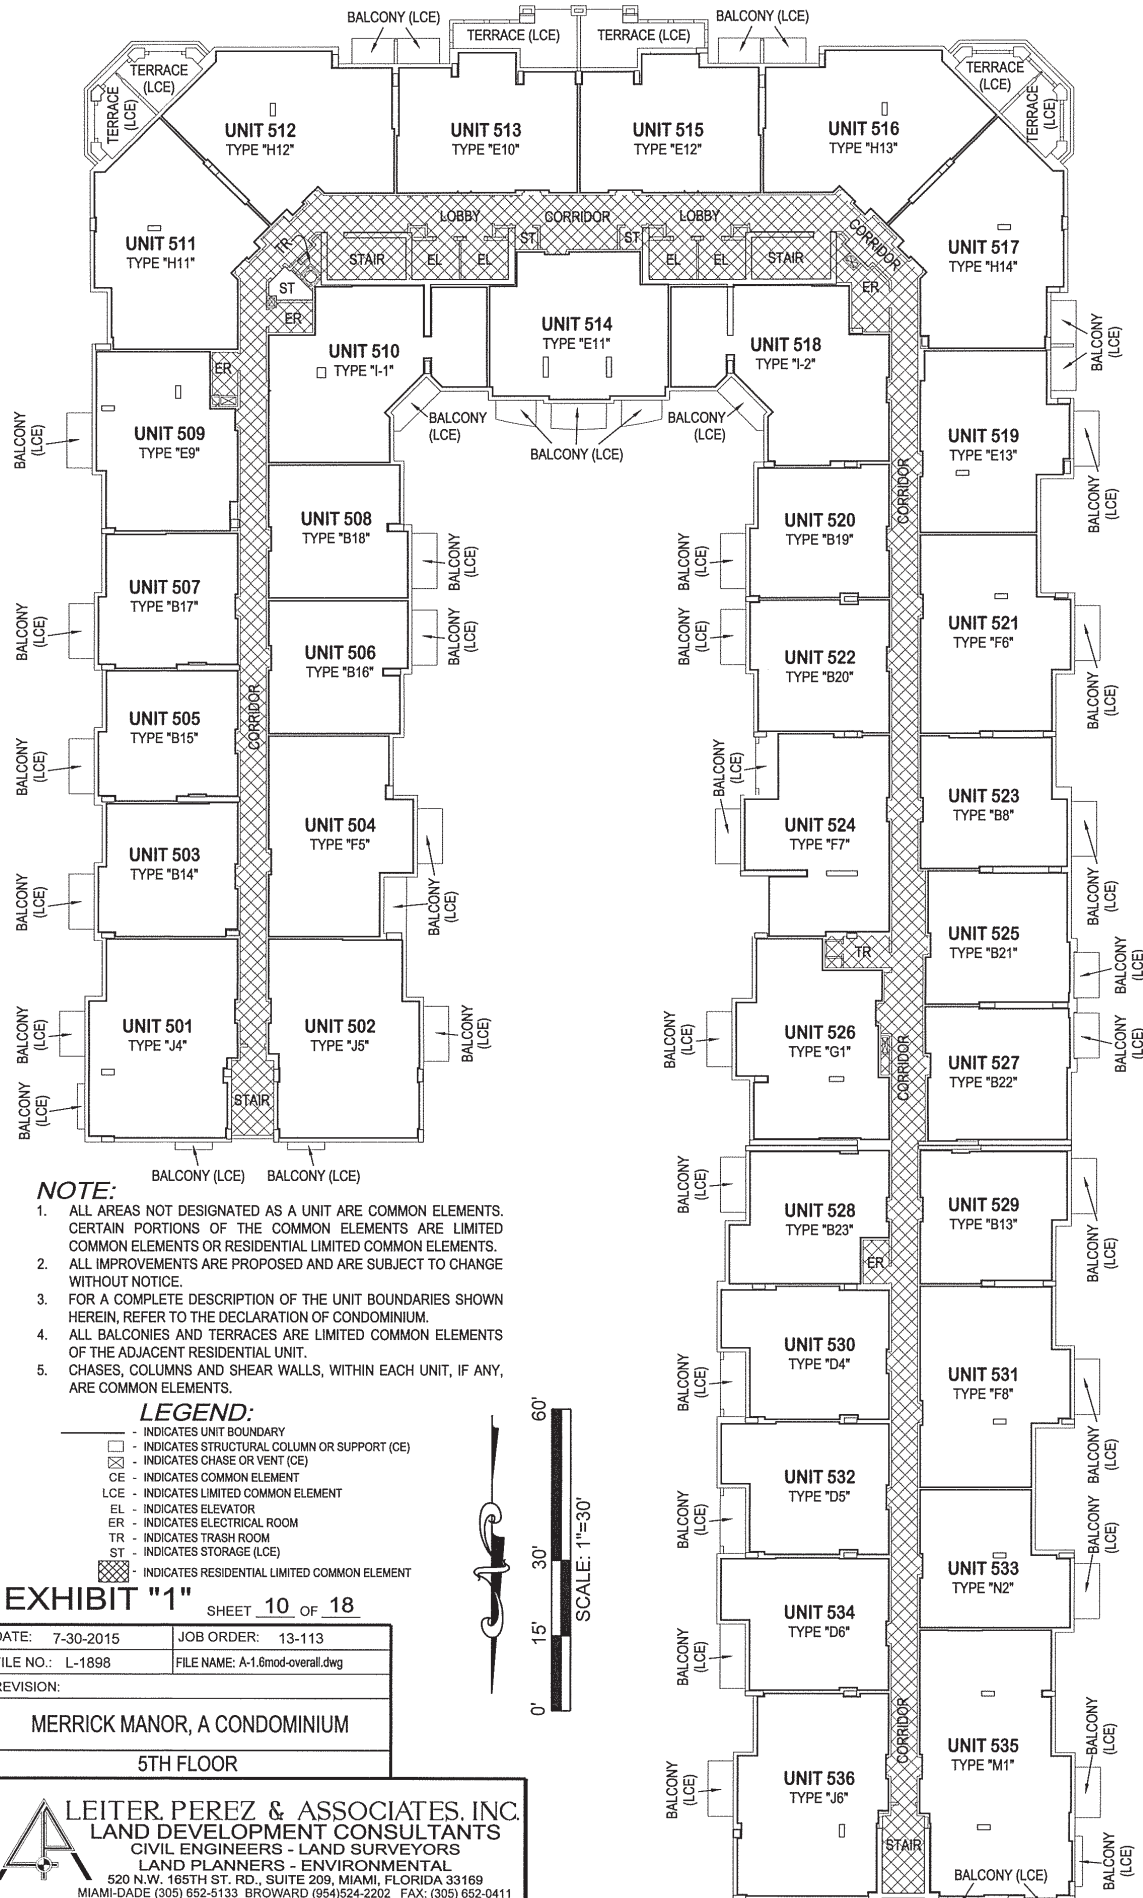 BALCONY (LCE)
TERRACE (LCE)
TERRACE (LCE)
BALCONY (LCE)
TERRACE
(LCE)
TERRACE
(LCE)
TERRACE
(LCE)
TERRACE
(LCE)
UNIT 512
TYPE "H12"
UNIT 513
TYPE "E10"
UNIT 515
TYPE "E12"
UNIT 516
TYPE "H13"
UNIT 511
TYPE "H11"
LOBBY
CORRIDOR
LOBBY
CORRIDOR
UNIT 517
TYPE "H14"
TR
STAIR
EL
EL
ST
ST
EL
EL
STAIR
ST
ER
ER
UNIT 510
TYPE "I-1"
UNIT 514
TYPE "E11"
UNIT 518
TYPE "I-2"
BALCONY
(LCE)
ER
BALCONY
(LCE)
UNIT 509
TYPE "E9"
BALCONY
(LCE)
BALCONY (LCE)
BALCONY
(LCE)
UNIT 519
TYPE "E13"
BALCONY
(LCE)
CORRIDOR
UNIT 508
TYPE "B18"
BALCONY
(LCE)
BALCONY
(LCE)
UNIT 520
TYPE "B19"
UNIT 507
TYPE "B17"
BALCONY
(LCE)
UNIT 506
TYPE "B16"
BALCONY
(LCE)
BALCONY
(LCE)
UNIT 522
TYPE "B20"
UNIT 521
TYPE "F6"
BALCONY
(LCE)
UNIT 505
TYPE "B15"
BALCONY
(LCE)
CORRIDOR
BALCONY
(LCE)
UNIT 523
TYPE "B8"
BALCONY
(LCE)
UNIT 503
TYPE "B14"
BALCONY
(LCE)
UNIT 504
TYPE "F5"
BALCONY
(LCE)
UNIT 524
TYPE "F7"
UNIT 525
TYPE "B21"
BALCONY
(LCE)
TR
UNIT 501
TYPE "J4"
BALCONY
(LCE)
UNIT 502
TYPE "J5"
BALCONY
(LCE)
BALCONY
(LCE)
UNIT 526
TYPE "G1"
CORRIDOR
UNIT 527
TYPE "B22"
BALCONY
(LCE)
BALCONY
(LCE)
STAIR
BALCONY (LCE)
BALCONY (LCE)
BALCONY
(LCE)
UNIT 528
TYPE "B23"
ER
UNIT 529
TYPE "B13"
BALCONY
(LCE)
UNIT 530
TYPE "D4"
BALCONY
(LCE)
UNIT 531
TYPE "F8"
BALCONY
(LCE)
UNIT 532
TYPE "D5"
BALCONY
(LCE)
UNIT 533
TYPE "N2"
BALCONY
(LCE)
UNIT 534
TYPE "D6"
BALCONY
(LCE)
CORRIDOR
UNIT 535
TYPE "M1"
BALCONY
(LCE)
UNIT 536
TYPE "J6"
BALCONY
(LCE)
STAIR
BALCONY (LCE)
BALCONY
(LCE)
NOTE:
1. ALL AREAS NOT DESIGNATED AS A UNIT ARE COMMON ELEMENTS.
CERTAIN PORTIONS OF THE COMMON ELEMENTS ARE LIMITED
COMMON ELEMENTS OR RESIDENTIAL LIMITED COMMON ELEMENTS.
2. ALL IMPROVEMENTS ARE PROPOSED AND ARE SUBJECT TO CHANGE
WITHOUT NOTICE.
3. FOR A COMPLETE DESCRIPTION OF THE UNIT BOUNDARIES SHOWN
HEREIN, REFER TO THE DECLARATION OF CONDOMINIUM.
4. ALL BALCONIES AND TERRACES ARE LIMITED COMMON ELEMENTS
OF THE ADJACENT RESIDENTIAL UNIT.
5. CHASES, COLUMNS AND SHEAR WALLS, WITHIN EACH UNIT, IF ANY,
ARE COMMON ELEMENTS.
LEGEND:
- INDICATES UNIT BOUNDARY
- INDICATES STRUCTURAL COLUMN OR SUPPORT (CE)
- INDICATES CHASE OR VENT (CE)
CE - INDICATES COMMON ELEMENT
LCE - INDICATES LIMITED COMMON ELEMENT
EL - INDICATES ELEVATOR
ER - INDICATES ELECTRICAL ROOM
TR - INDICATES TRASH ROOM
ST - INDICATES STORAGE (LCE)
- INDICATES RESIDENTIAL LIMITED COMMON ELEMENT
0' 15' 30' 60'
SCALE: 1"=30'
EXHIBIT "1" SHEET 10 OF 18
DATE: 7-30-2015 JOB ORDER: 13-113
FILE NO.: L-1898 FILE NAME: A-1.6mod-overall.dwg
REVISION:
MERRICK MANOR, A CONDOMINIUM
5TH FLOOR
LEITER, PEREZ & ASSOCIATES, INC.
LAND DEVELOPMENT CONSULTANTS
CIVIL ENGINEERS - LAND SURVEYORS
LAND PLANNERS - ENVIRONMENTAL
520 N.W. 165TH ST. RD., SUITE 209, MIAMI, FLORIDA 33169
MIAMI-DADE (305) 652-5133 BROWARD (954)524-2202 FAX: (305) 652-0411